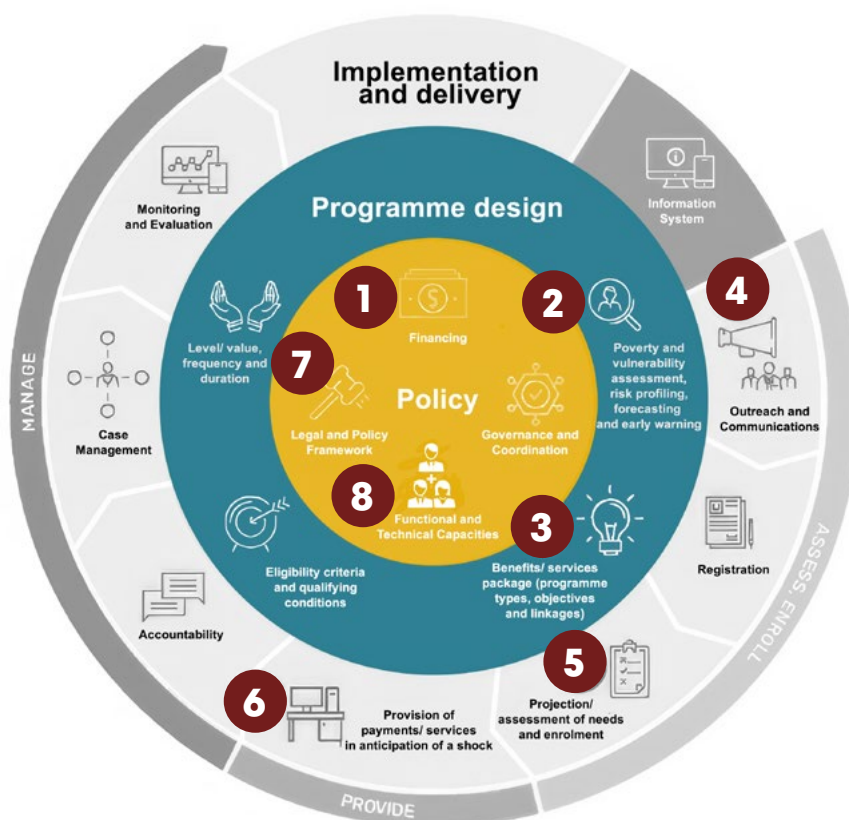 Implementation
and delivery
Information
System
Monitoring
and Evaluation
Programme design
1
$
Financing
2
Poverty and
vulnerability
assessment,
risk profiling,
forecasting
and early warning
4
Outreach and
Communications
Level/ value,
frequency and
duration
7
Legal and Policy
Framework
Policy
Governance and
Coordination
MANAGE
Case
Management
8
Functional and
Technical Capacities
3
Benefits/ services
package (programme
types, objectives
and linkages)
Registration
ASSESS, ENROLL
Eligibility criteria
and qualifying
conditions
Accountability
5
Projection/
assessment of needs
and enrolment
6
Provision of
payments/ services
in anticipation of a shock
PROVIDE